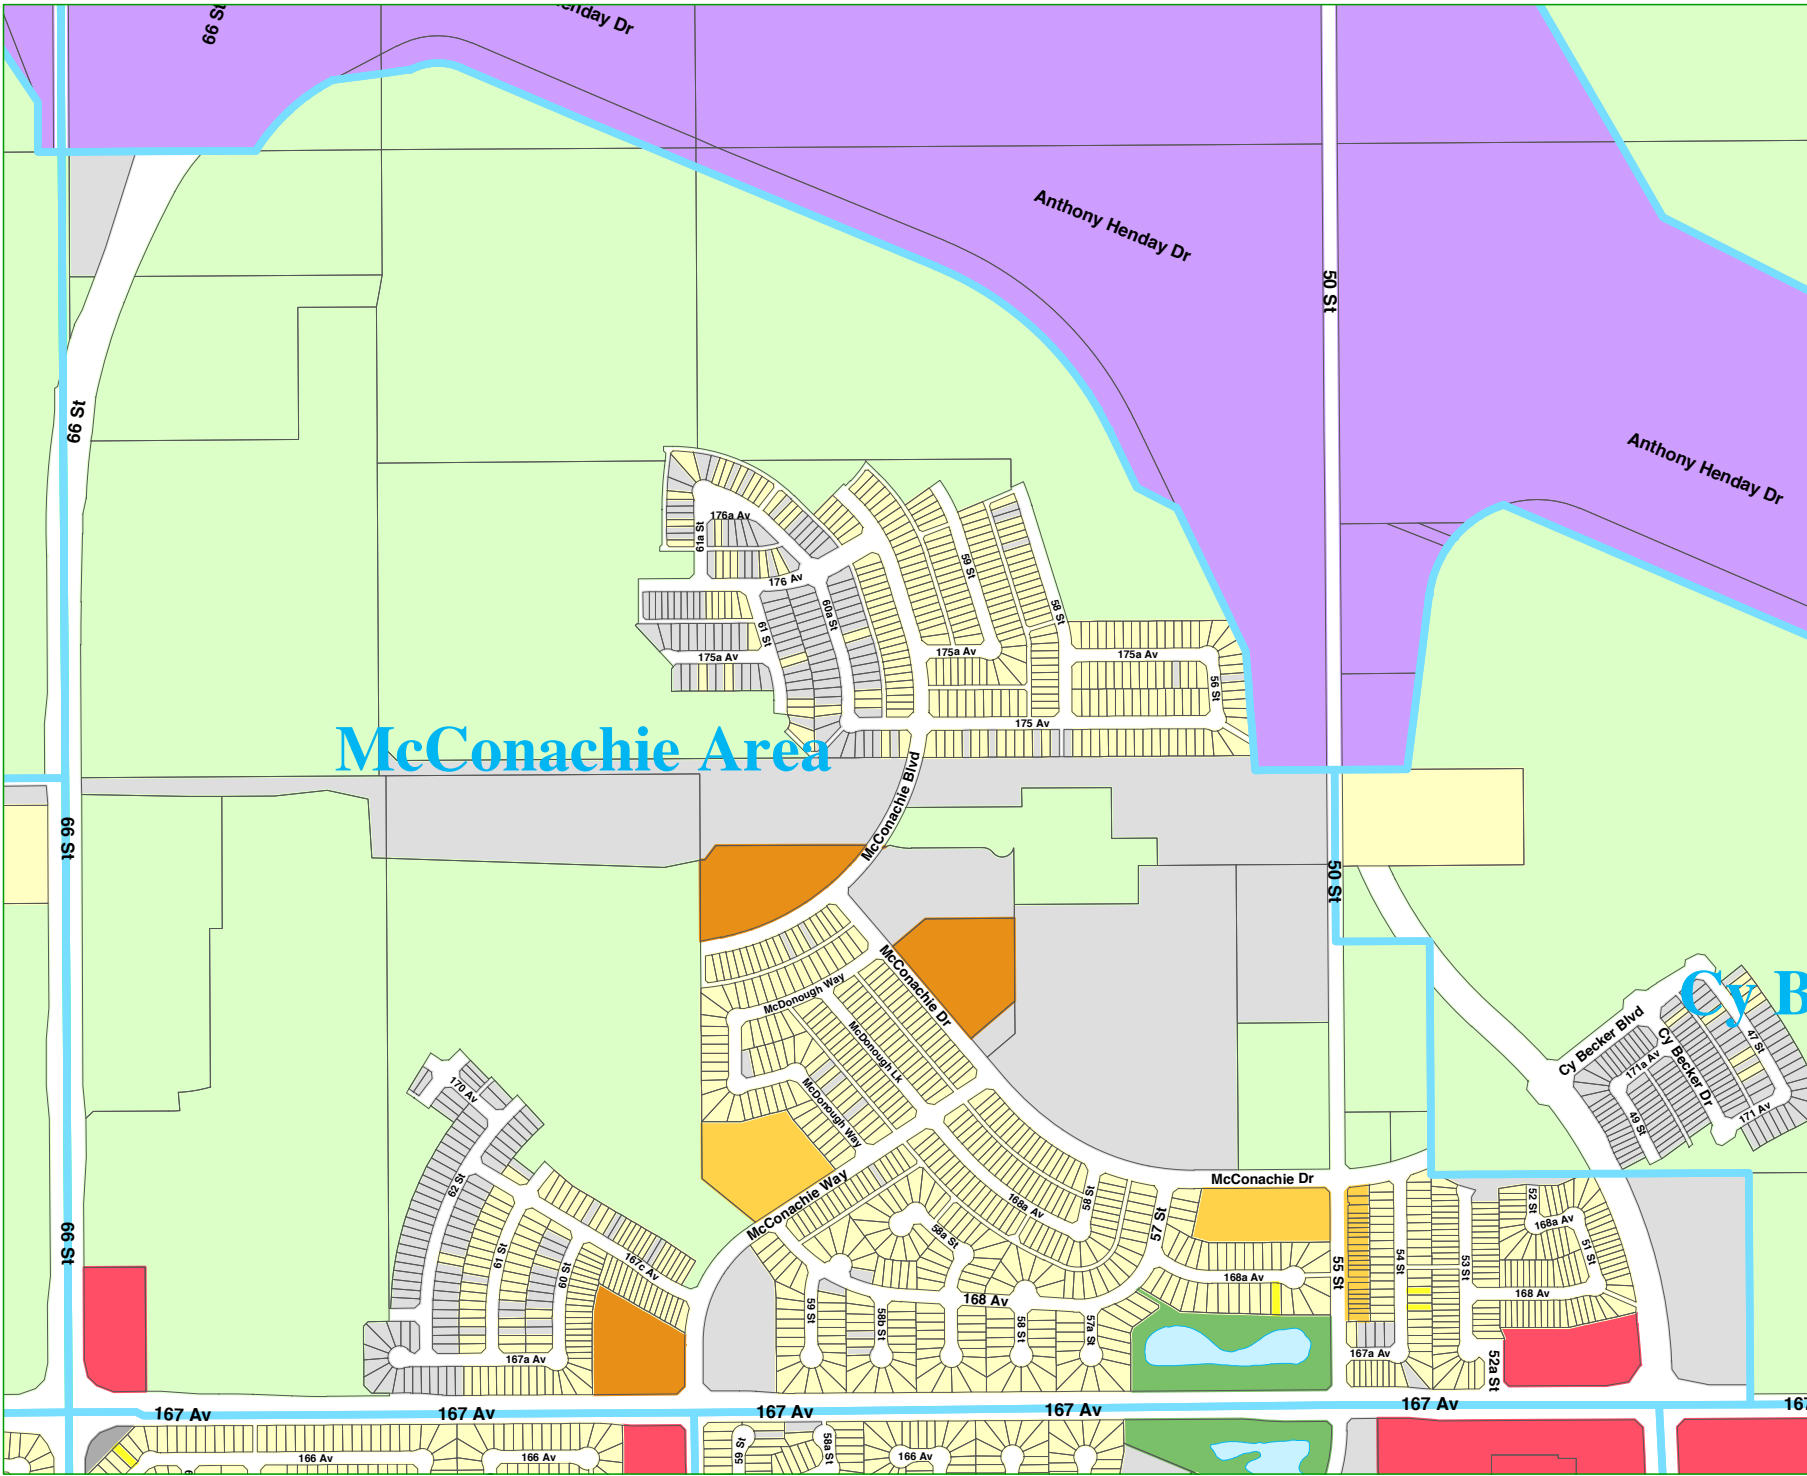 66 St
Henday Dr
Anthony Henday Dr
50 St
66 St
Anthony Henday Dr
176a Av
61a St
176 Av
59 St
60a St
58 St
61 St
175a Av
175a Av
175a Av
56 St
175 Av
McConachie Area
McConachie Blvd
66 St
50 St
McConachie Dr
McDonough Way
McDonough Lk
McDonough Way
Cy B
Cy Becker Blvd
47 St
171a Av
Cy Becker Dr
171 Av
49 St
170 Av
62 St
McConachie Way
McConachie Dr
168a Av
58 St
57 St
58a St
52 St
168a Av
51 St
66 St
61 St
60 St
167c Av
168a Av
55 St
54 St
53 St
168 Av
168 Av
59 St
58b St
58 St
57a St
167a Av
167a Av
52a St
167 Av
167 Av
167 Av
167 Av
167 Av
167
166 Av
166 Av
59 St
58a St
166 Av